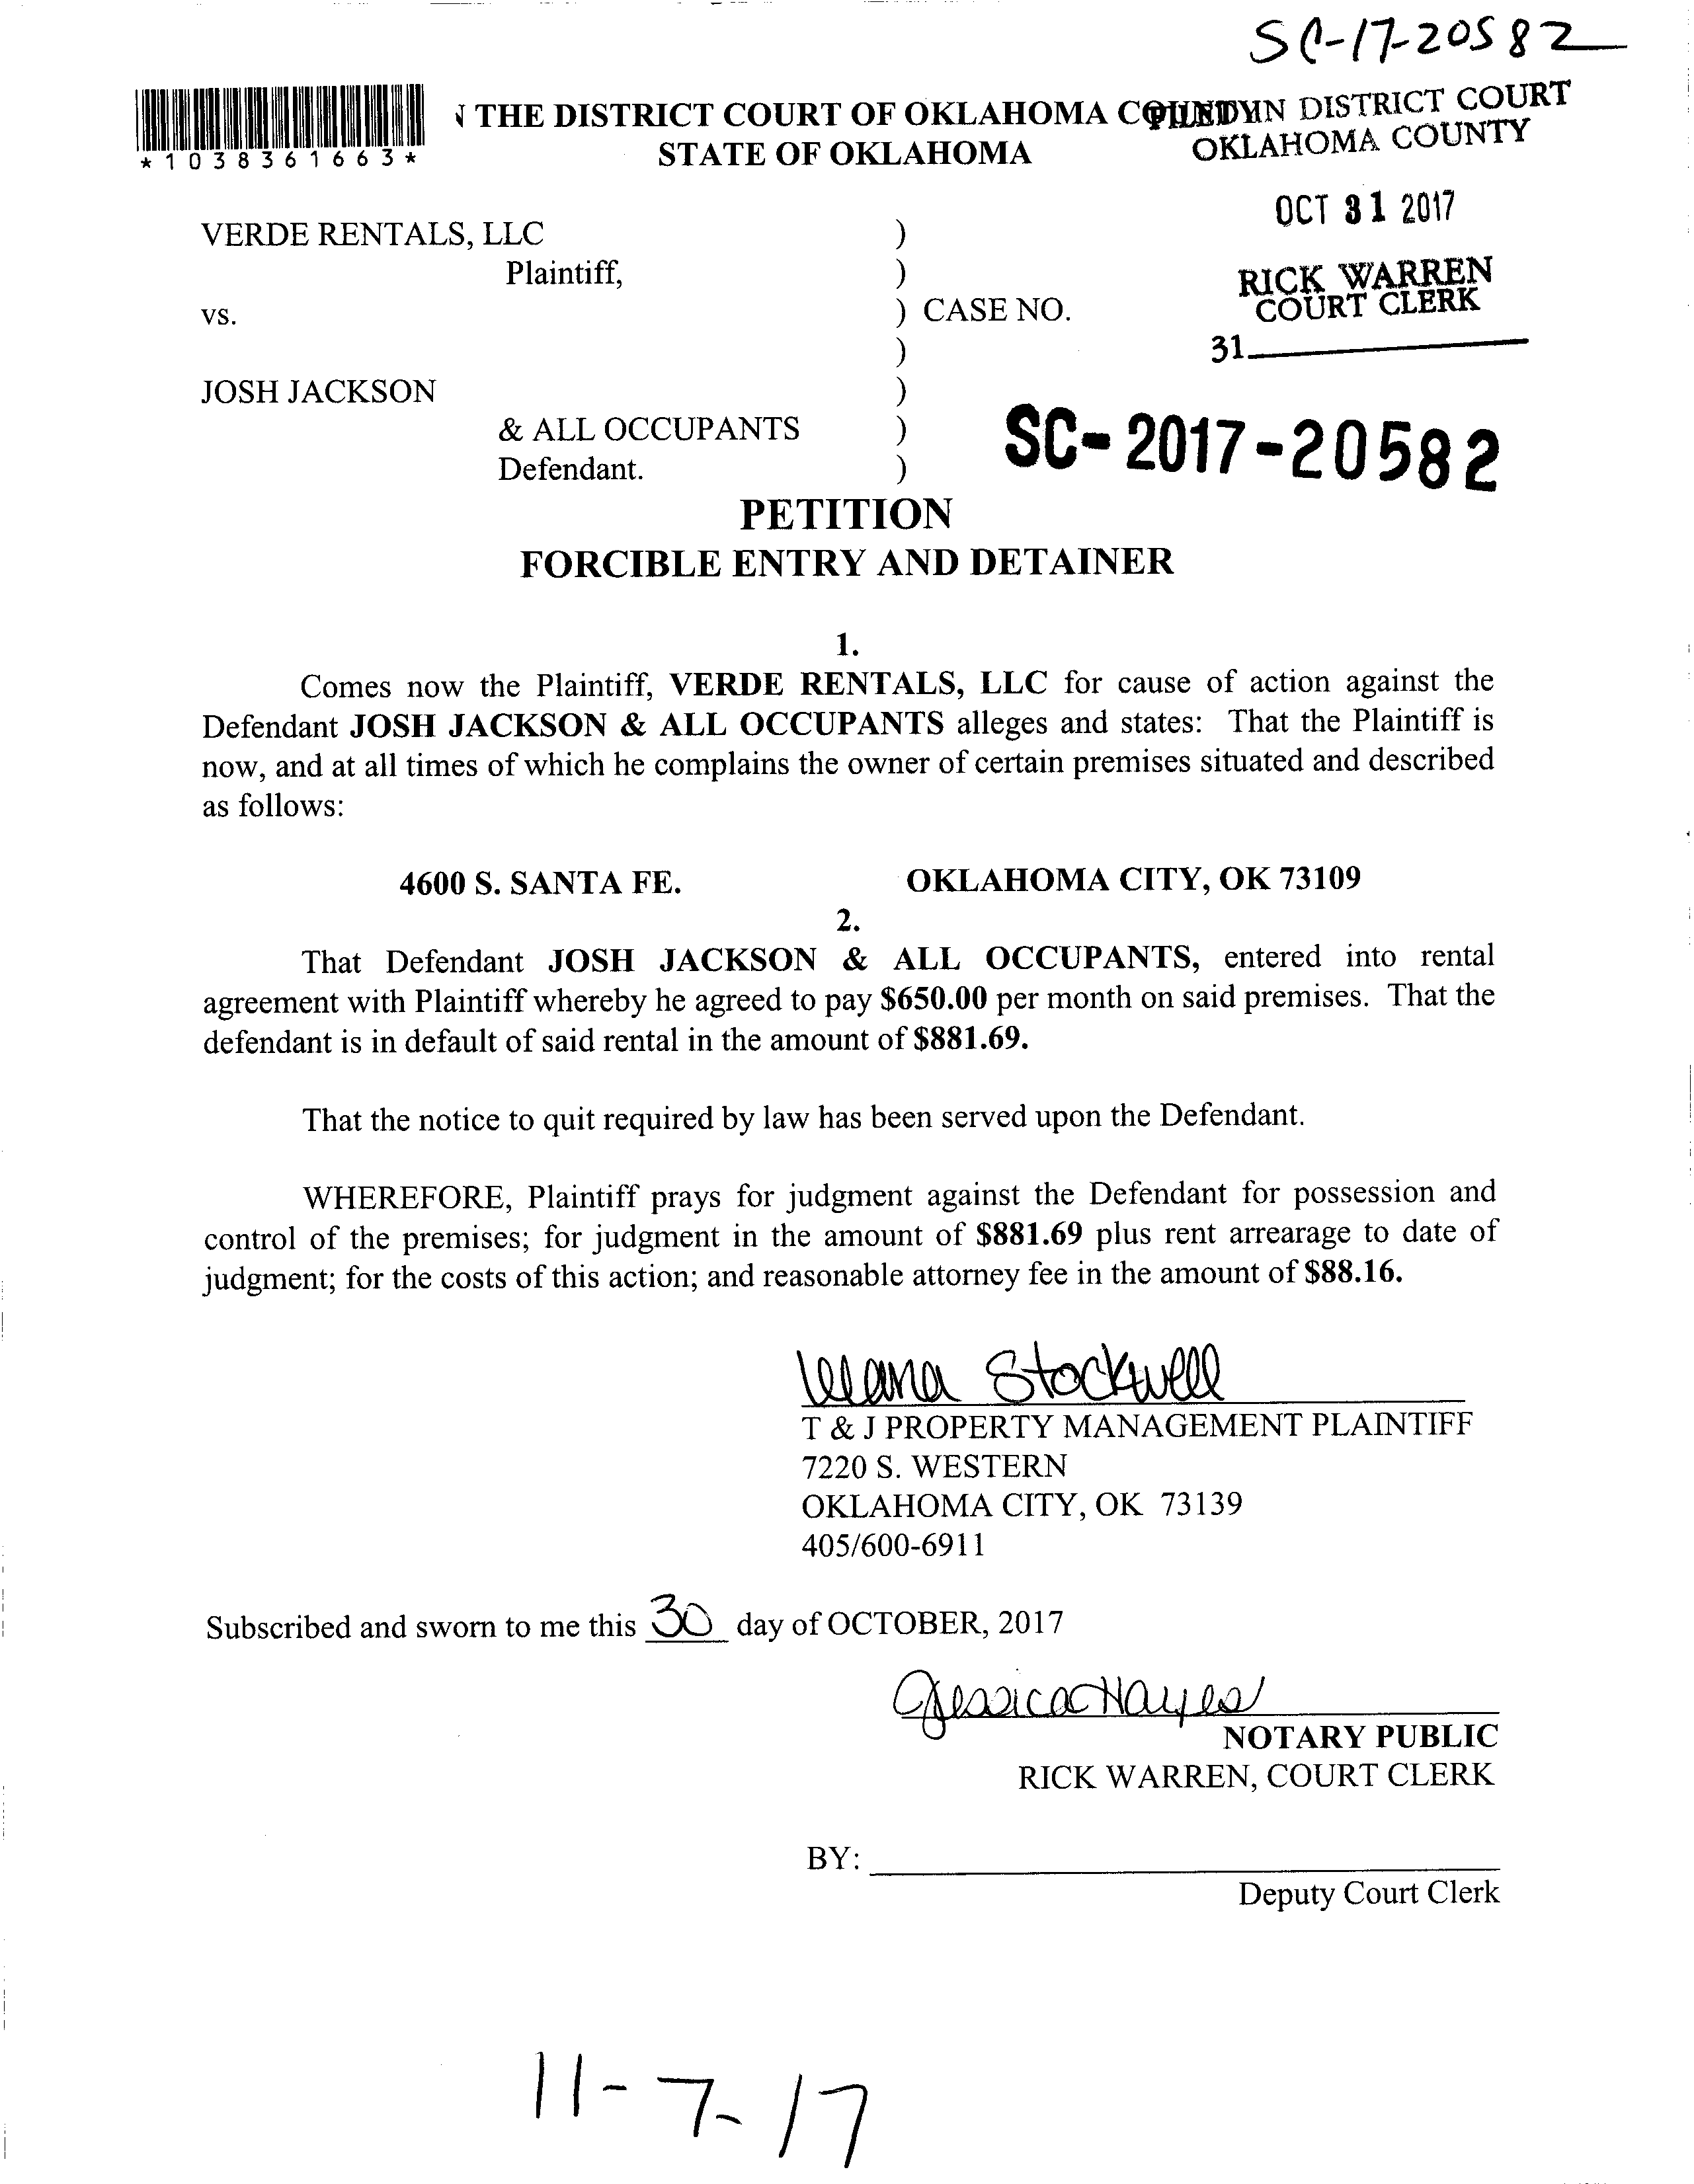 SC-17-20582
THE DISTRICT COURT OF OKLAHOMA COUNTY
STATE OF OKLAHOMA
FILED IN DISTRICT COURT
OKLAHOMA COUNTY
*1038361663*
OCT 31 2017
RICK WARREN
COURT CLERK
31
VERDE RENTALS, LLC )
Plaintiff, )
vs. ) CASE NO.
)
JOSH JACKSON )
& ALL OCCUPANTS )
Defendant. )
SC-2017-20582
PETITION
FORCIBLE ENTRY AND DETAINER
1.
Comes now the Plaintiff, VERDE RENTALS, LLC for cause of action against the
Defendant JOSH JACKSON & ALL OCCUPANTS alleges and states: That the Plaintiff is
now, and at all times of which he complains the owner of certain premises situated and described
as follows:
4600 S. SANTA FE. OKLAHOMA CITY, OK 73109
2.
That Defendant JOSH JACKSON & ALL OCCUPANTS, entered into rental
agreement with Plaintiff whereby he agreed to pay $650.00 per month on said premises. That the
defendant is in default of said rental in the amount of $881.69.
That the notice to quit required by law has been served upon the Defendant.
WHEREFORE, Plaintiff prays for judgment against the Defendant for possession and
control of the premises; for judgment in the amount of $881.69 plus rent arrearage to date of
judgment; for the costs of this action; and reasonable attorney fee in the amount of $88.16.
Stockwell
T & J PROPERTY MANAGEMENT PLAINTIFF
7220 S. WESTERN
OKLAHOMA CITY, OK 73139
405/600-6911
Subscribed and sworn to me this 30 day of OCTOBER, 2017
Jessica Hayes
NOTARY PUBLIC
RICK WARREN, COURT CLERK
BY:
Deputy Court Clerk
11-7-17